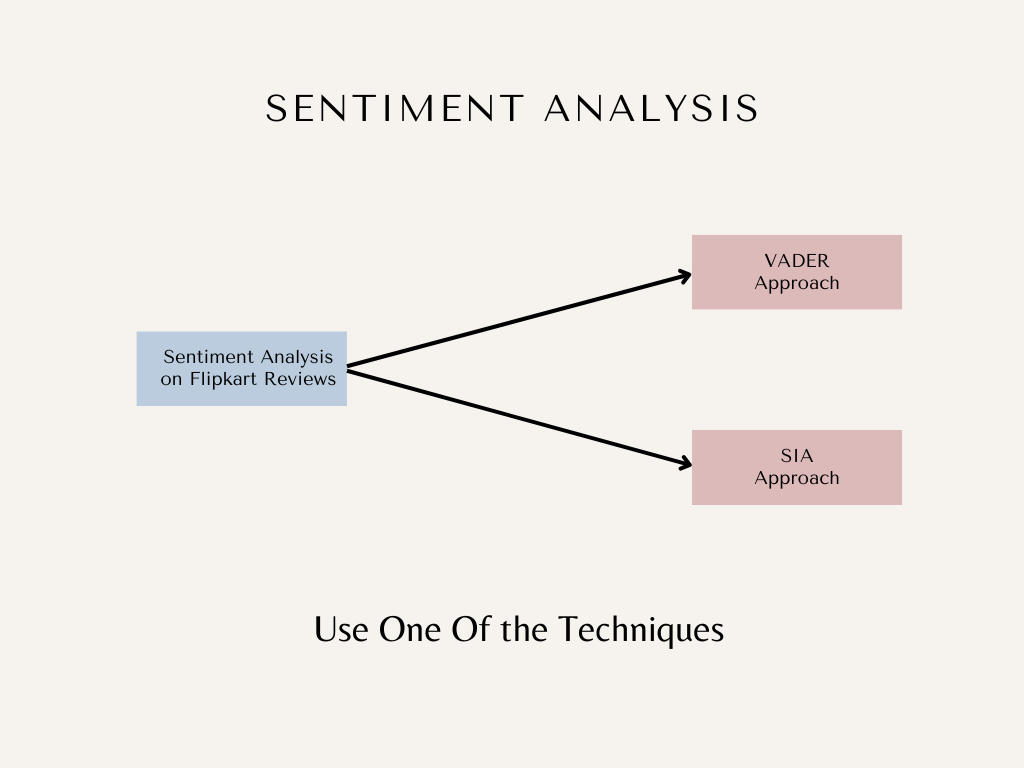 SENTIMENT ANALYSIS
VADER
Approach
Sentiment Analysis
on Flipkart Reviews
SIA
Approach
Use One Of the Techniques